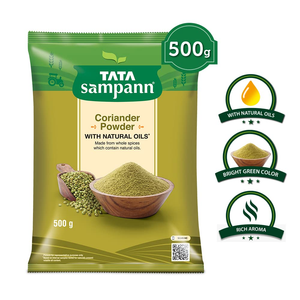 500g
TATA
sampann
Coriander
Powder
WITH NATURAL OILS*
Made from whole spices
which contain natural oils.
500 g
WITH NATURAL OILS
BRIGHT GREEN COLOR
RICH AROMA